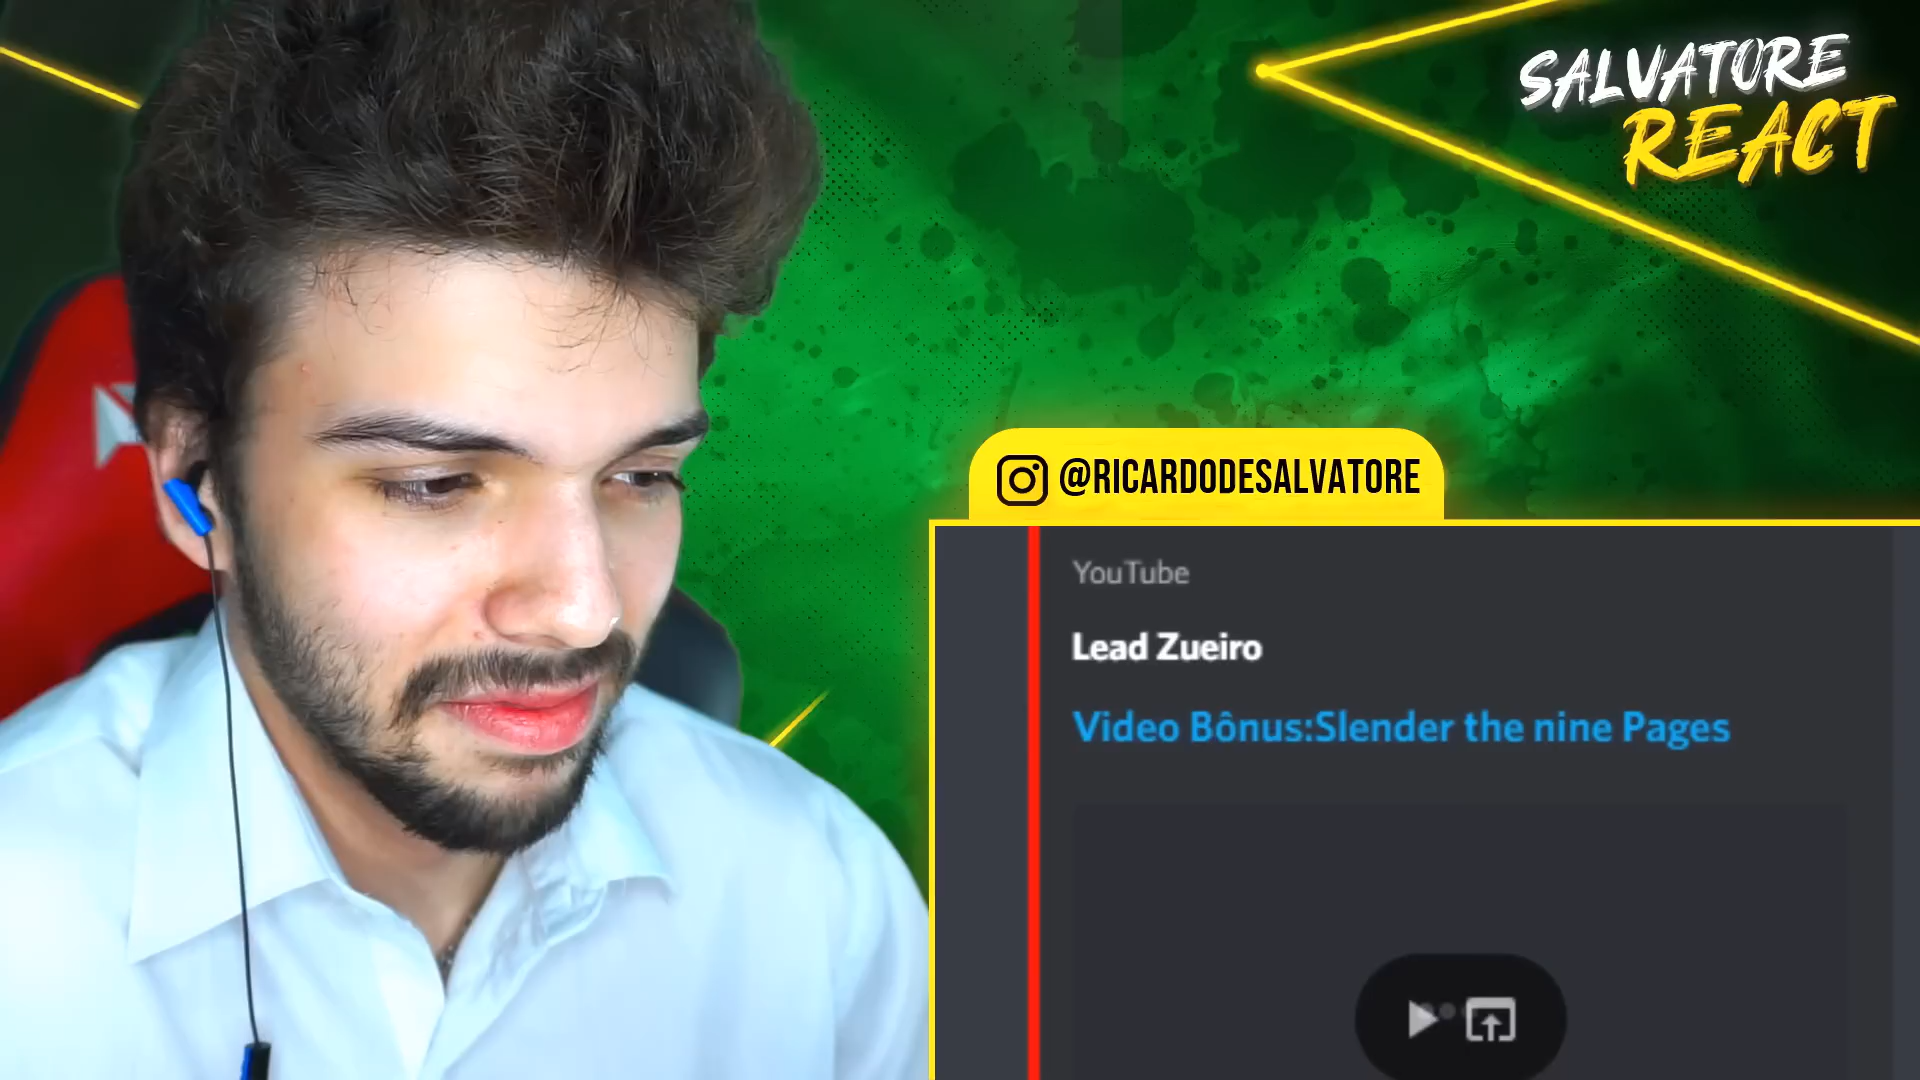 SALVATORE
REACT
@RICARDODESALVATORE
YouTube
Lead Zueiro
Video Bônus:Slender the nine Pages